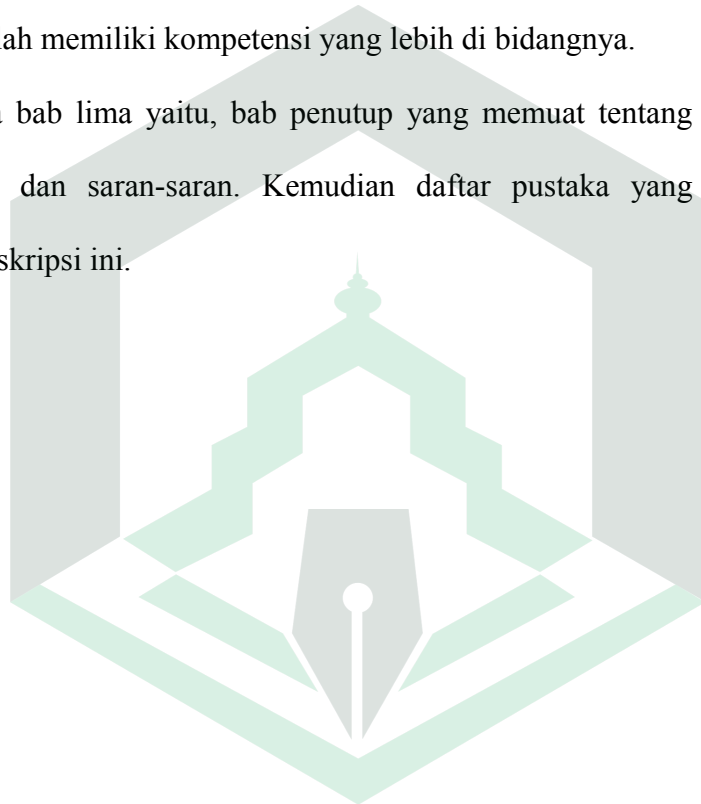 memiliki kompetensi yang lebih di bidangnya.
bab lima yaitu, bab penutup yang memuat tentang
dan saran-saran. Kemudian daftar pustaka yang
skripsi ini.